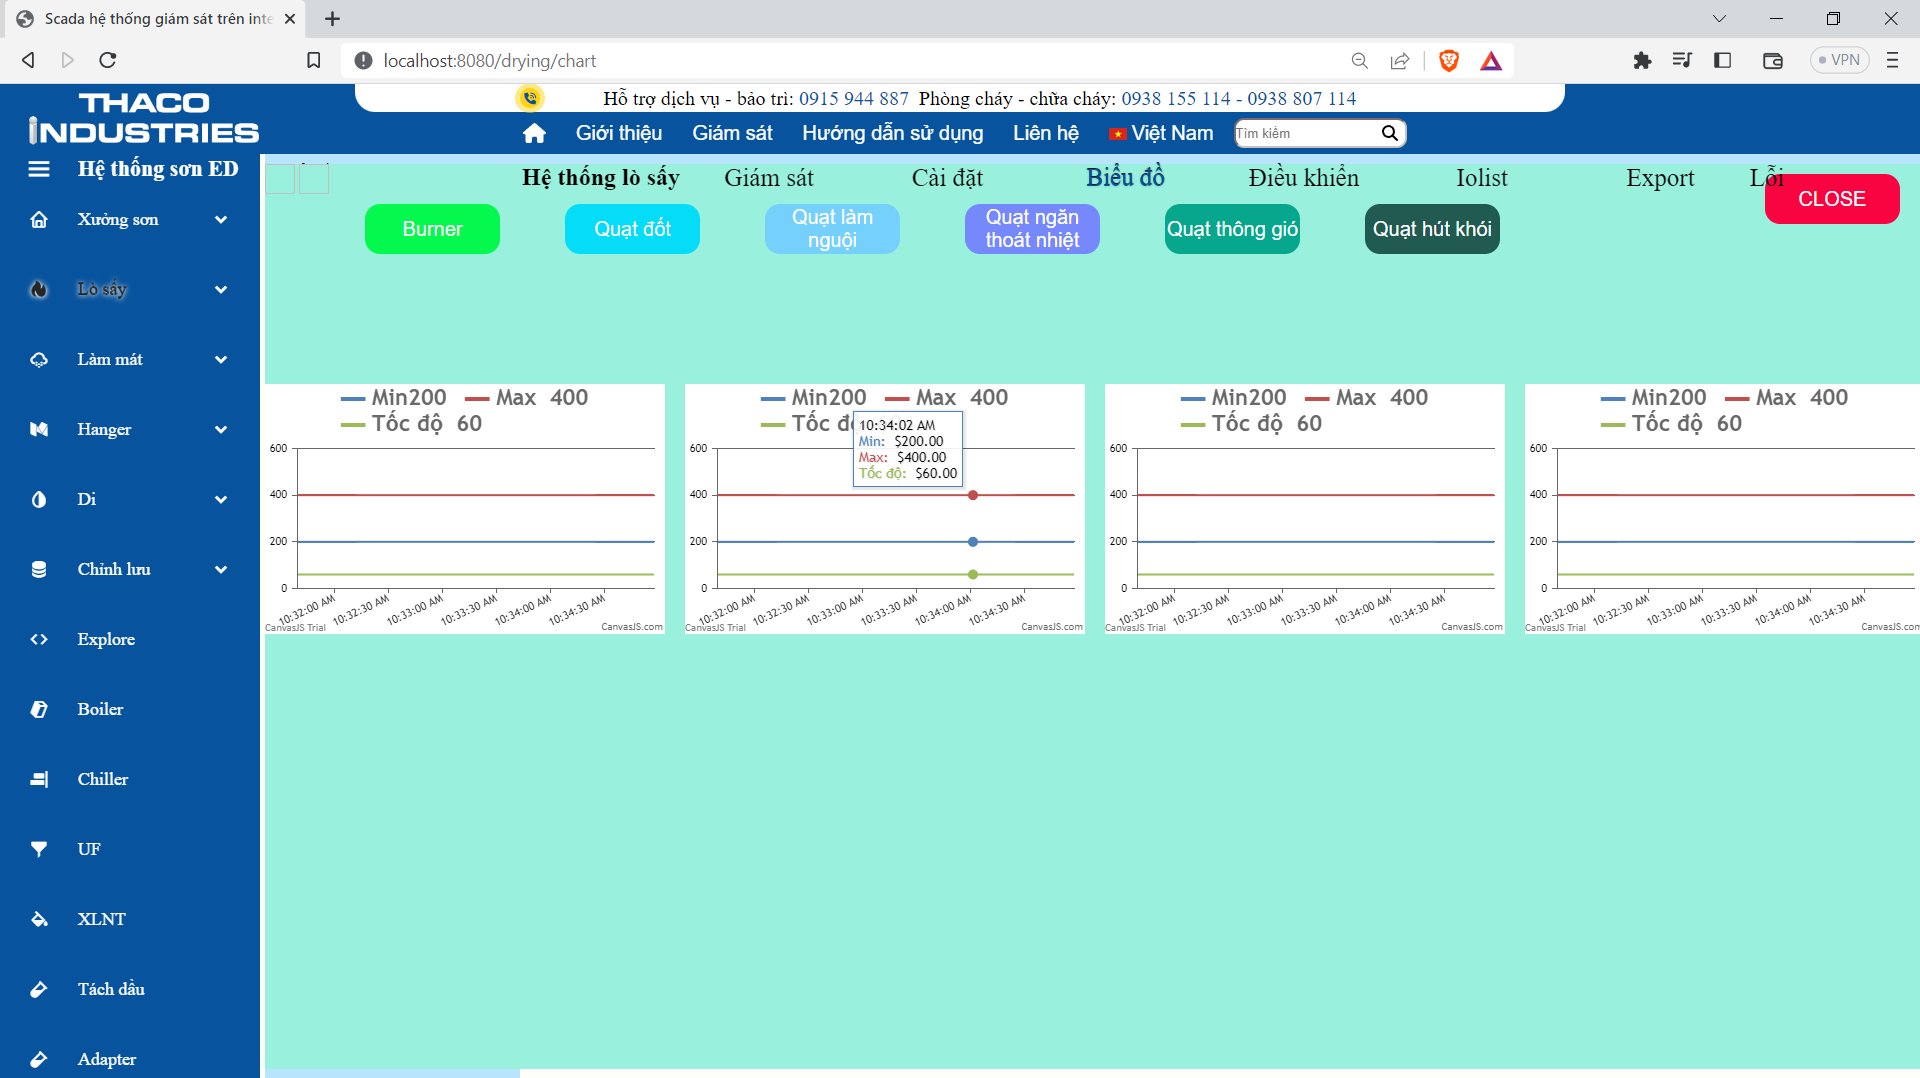 Scada hệ thống giám sát trên inte
localhost:8080/drying/chart
VPN
THACO
INDUSTRIES
Hỗ trợ dịch vụ - bảo trì: 0915 944 887 Phòng cháy - chữa cháy: 0938 155 114 - 0938 807 114
Giới thiệu Giám sát Hướng dẫn sử dụng Liên hệ Việt Nam Tìm kiếm
Hệ thống sơn ED
Xưởng sơn
Lò sấy
Làm mát
Hanger
Di
Chỉnh lưu
Explore
Boiler
Chiller
UF
XLNT
Tách dầu
Adapter
Hệ thống lò sấy Giám sát Cài đặt Biểu đồ Điều khiển Iolist Export Lỗi
CLOSE
Burner
Quạt đốt
Quạt làm
nguội
Quạt ngăn
thoát nhiệt
Quạt thông gió
Quạt hút khói
Min200 Max 400
Tốc độ 60
600
400
200
0
10:32:00 AM 10:32:30 AM 10:33:00 AM 10:33:30 AM 10:34:00 AM 10:34:30 AM
CanvasJS Trial CanvasJS.com
Min200 Max 400
10:34:02 AM
Min: $200.00
Max: $400.00
Tốc độ: $60.00
600
400
200
0
10:32:00 AM 10:32:30 AM 10:33:00 AM 10:33:30 AM 10:34:00 AM 10:34:30 AM
CanvasJS Trial CanvasJS.com
Min200 Max 400
Tốc độ 60
600
400
200
0
10:32:00 AM 10:32:30 AM 10:33:00 AM 10:33:30 AM 10:34:00 AM 10:34:30 AM
CanvasJS Trial CanvasJS.com
Min200 Max 400
Tốc độ 60
600
400
200
0
10:32:00 AM 10:32:30 AM 10:33:00 AM 10:33:30 AM 10:34:00 AM 10:34:30 AM
CanvasJS Trial CanvasJS.com